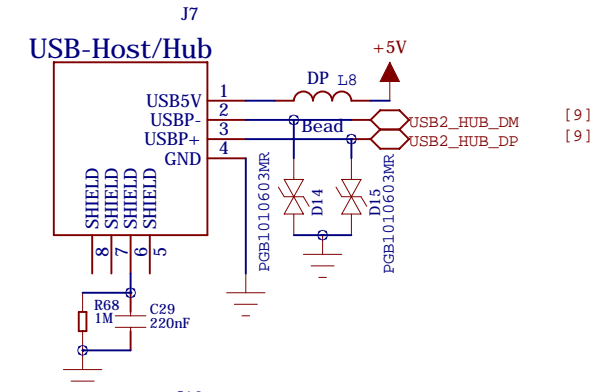 J7
USB-Host/Hub
+5V
DP L8
USB5V 1
USBP- 2
USBP+ 3
GND 4
Bead
USB2_HUB_DM [9]
USB2_HUB_DP [9]
SHIELD
SHIELD
SHIELD
SHIELD
8
7
6
5
PGB1010603MR
D14
D15
PGB1010603MR
R68
1M
C29
220nF